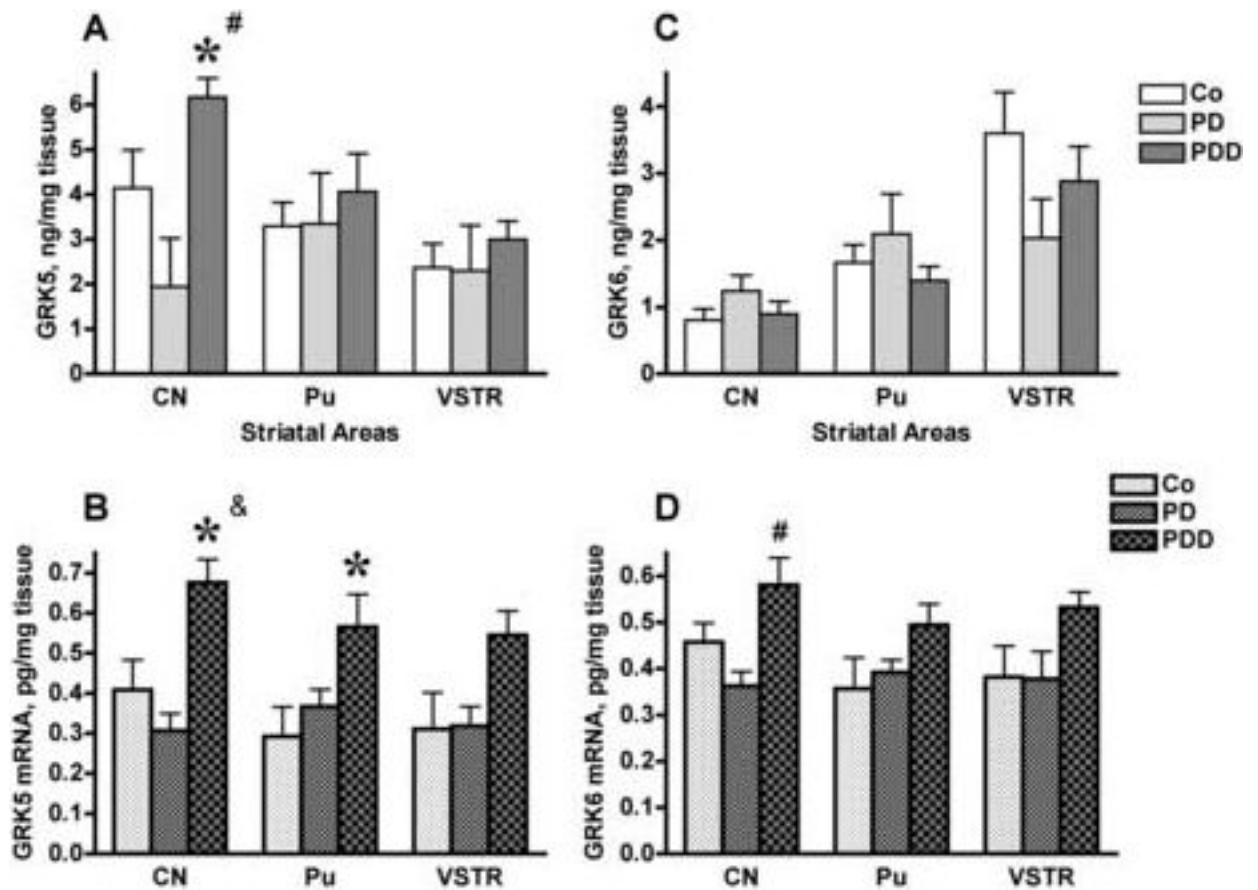 A
* #
GRK5, ng/mg tissue
6
5
4
3
2
1
0
CN Pu VSTR
Striatal Areas
C
GRK6, ng/mg tissue
4
3
2
1
0
CN Pu VSTR
Striatal Areas
Co
PD
PDD
B
* &
*
GRK5 mRNA, pg/mg tissue
0.7
0.6
0.5
0.4
0.3
0.2
0.1
0.0
CN Pu VSTR
D
#
GRK6 mRNA, pg/mg tissue
0.6
0.5
0.4
0.3
0.2
0.1
0.0
CN Pu VSTR
Co
PD
PDD